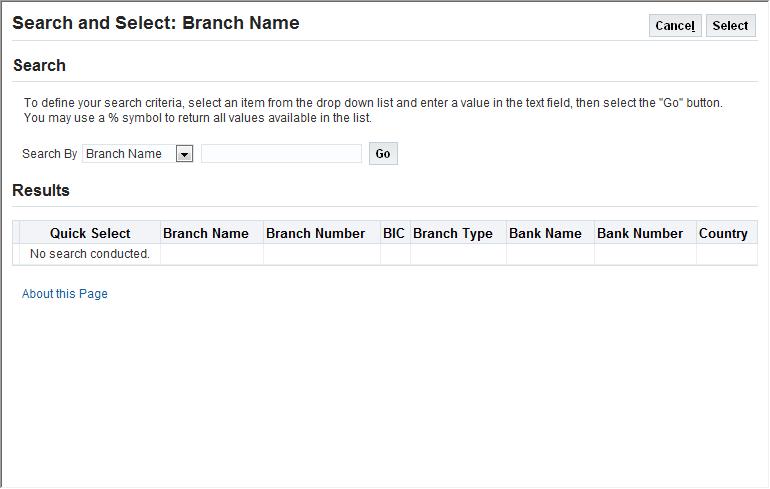 Search and Select: Branch Name
Cancel Select
Search
To define your search criteria, select an item from the drop down list and enter a value in the text field, then select the "Go" button.
You may use a % symbol to return all values available in the list.
Search By Branch Name Go
Results
Quick Select Branch Name Branch Number BIC Branch Type Bank Name Bank Number Country
No search conducted.
About this Page